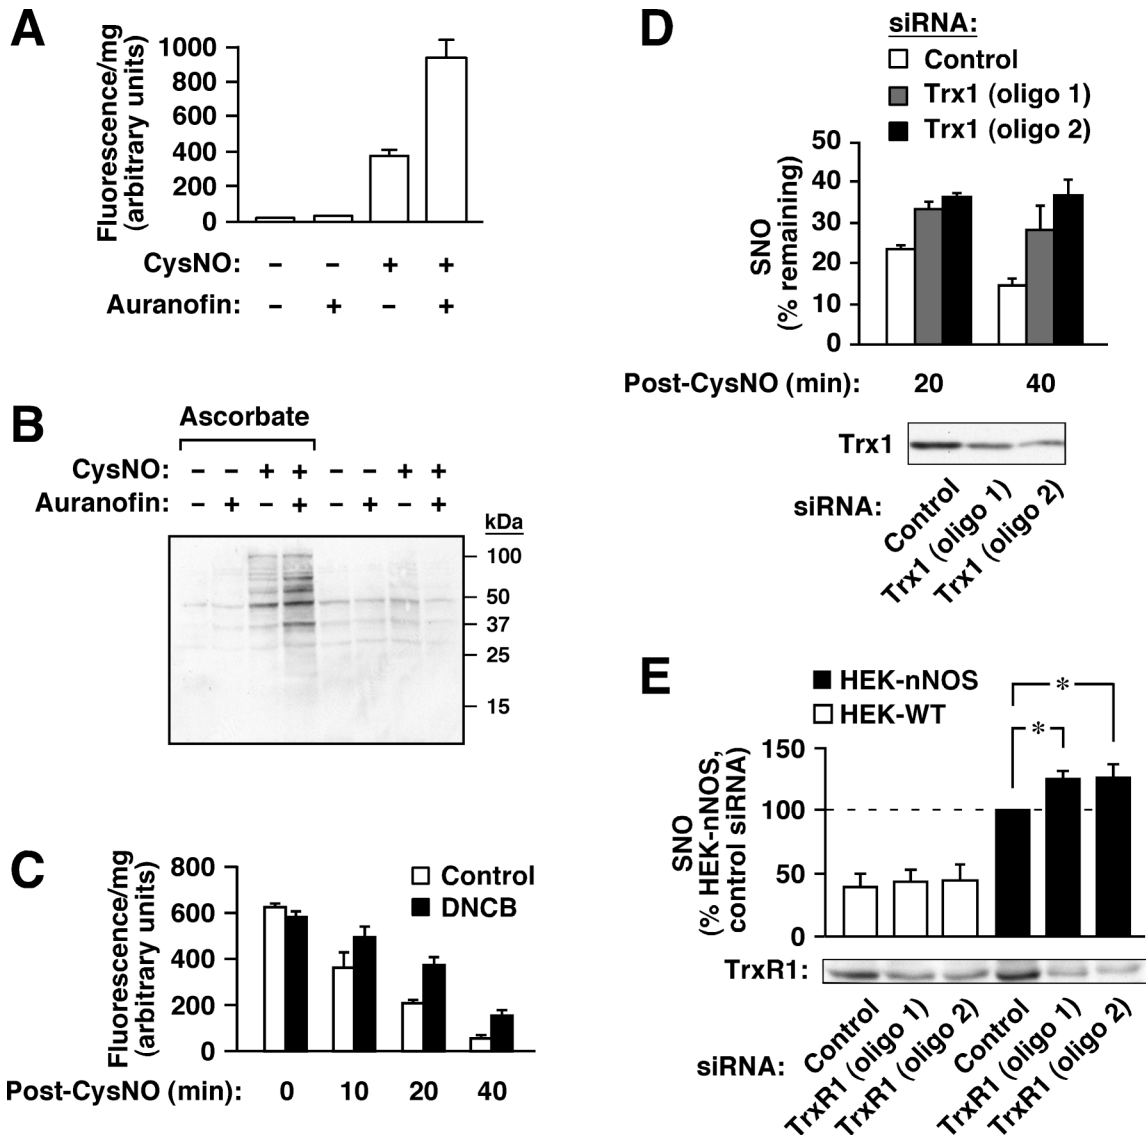 A
Fluorescence/mg
(arbitrary units)
1000
800
600
400
200
0
CysNO: – – + +
Auranofin: – + – +
B
Ascorbate
CysNO: – – + + – – + +
Auranofin: – + – + – + – +
kDa
100
50
37
25
15
C
Fluorescence/mg
(arbitrary units)
800
600
400
200
0
Control
DNCB
Post-CysNO (min): 0 10 20 40
D
siRNA:
Control
Trx1 (oligo 1)
Trx1 (oligo 2)
SNO
(% remaining)
50
40
30
20
10
0
Post-CysNO (min): 20 40
Trx1
siRNA:
Control
Trx1 (oligo 1)
Trx1 (oligo 2)
E
HEK-nNOS
HEK-WT
* *
SNO
(% HEK-nNOS,
control siRNA)
150
100
50
0
TrxR1:
siRNA:
Control
TrxR1 (oligo 1)
TrxR1 (oligo 2)
Control
TrxR1 (oligo 1)
TrxR1 (oligo 2)